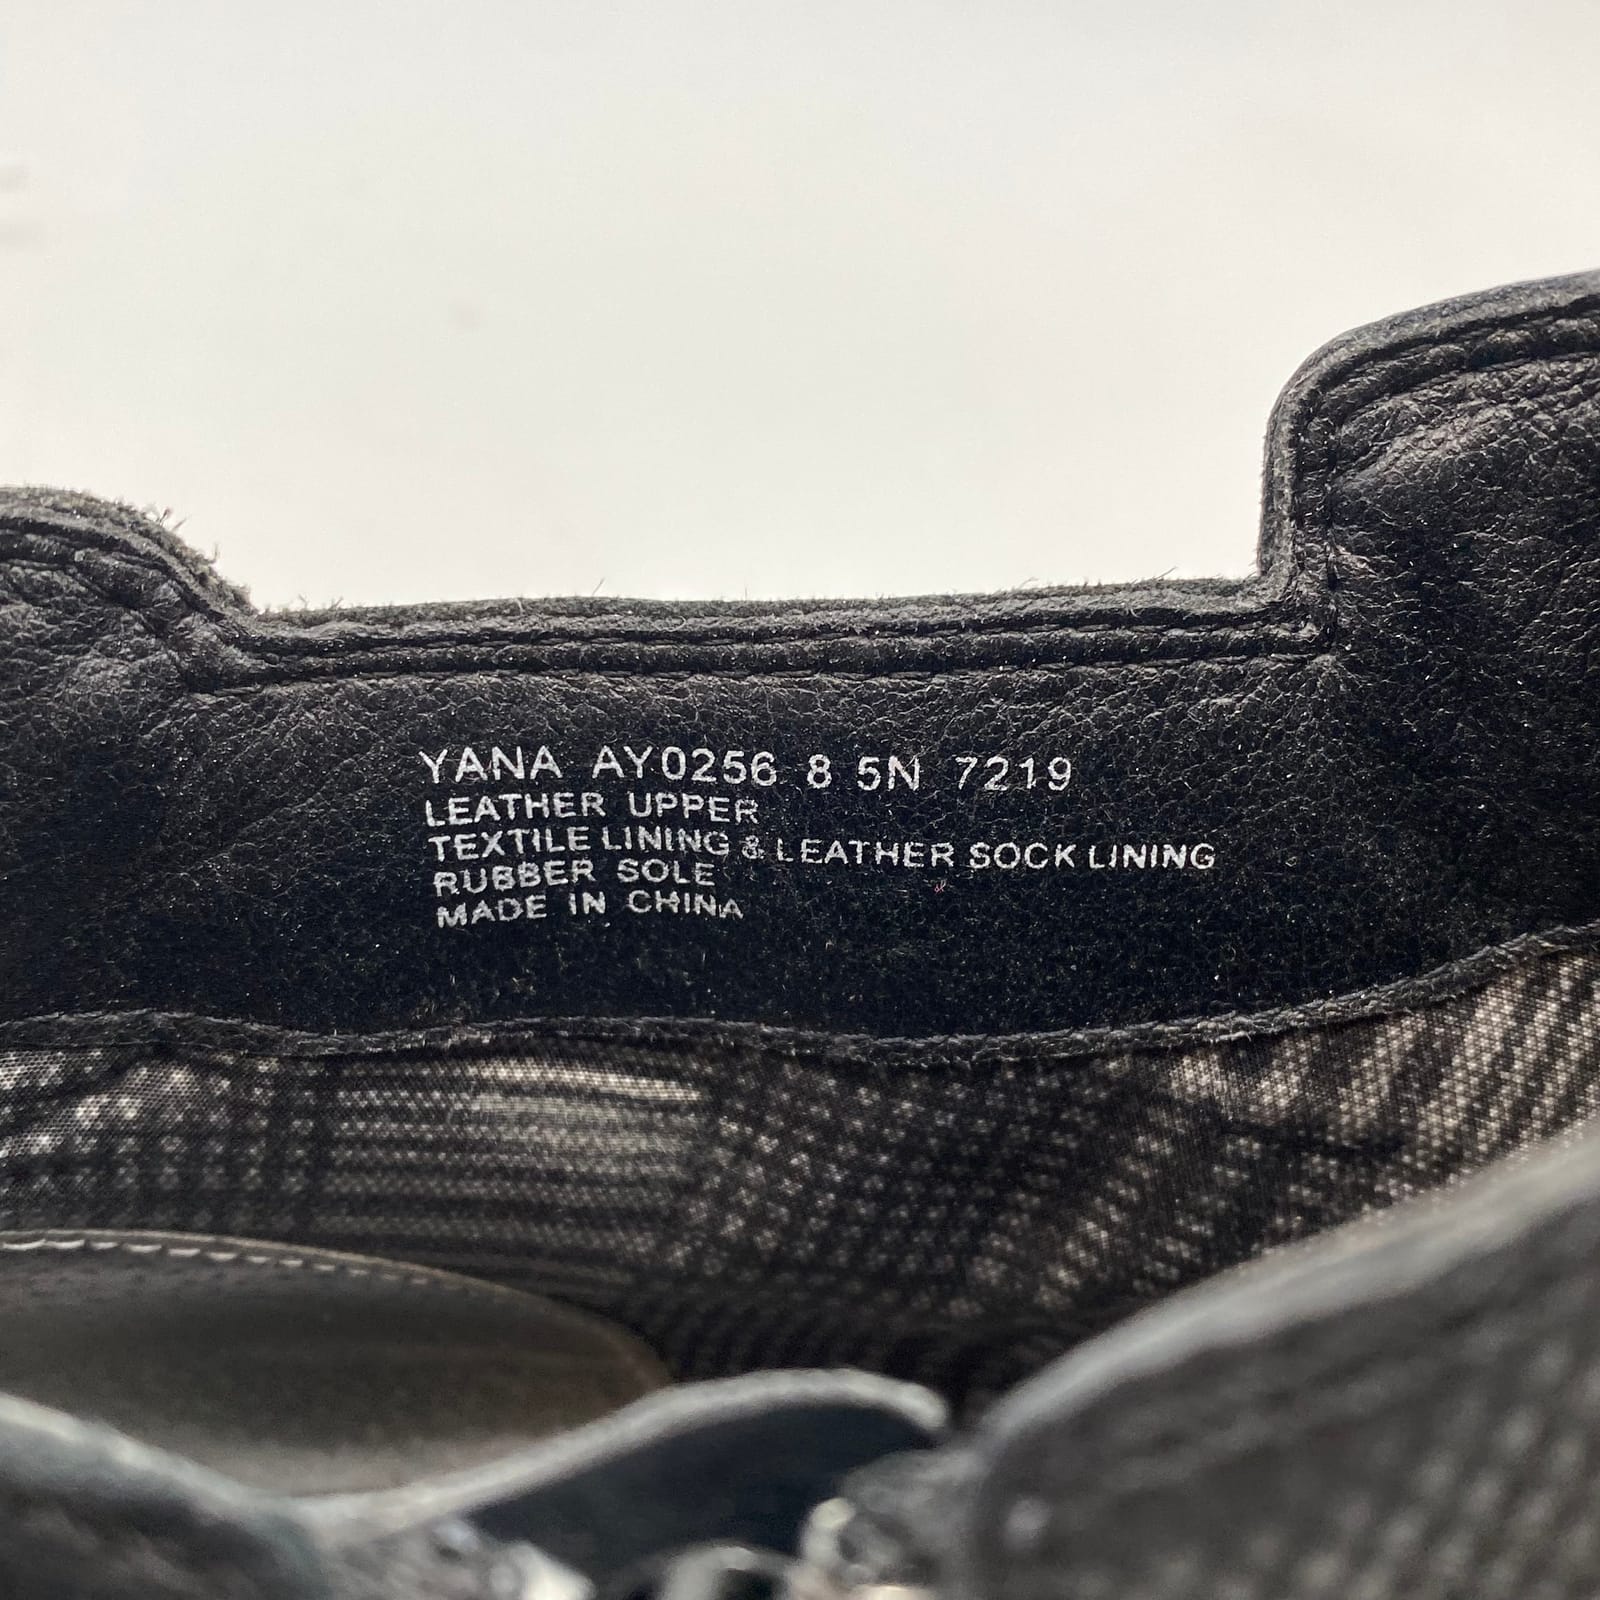 YANA AY0256 8 5N 7219
LEATHER UPPER
TEXTILE LINING & LEATHER SOCK LINING
RUBBER SOLE
MADE IN CHINA